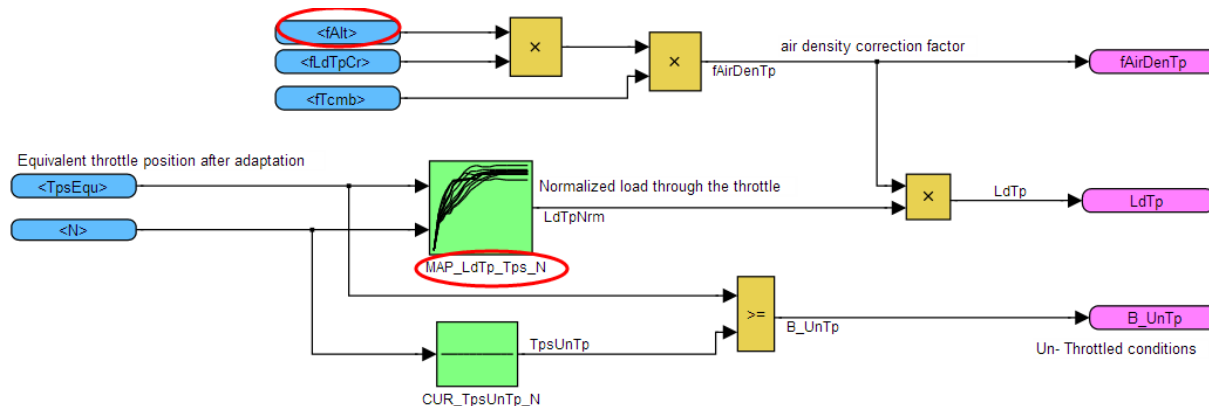 <fAlt>
×
<fLdTpCr>
×
air density correction factor
fAirDenTp
fAirDenTp
<fTcmb>
Equivalent throttle position after adaptation
<TpsEqu>
Normalized load through the throttle
LdTpNrm
×
LdTp
LdTp
<N>
MAP_LdTp_Tps_N
>=
B_UnTp
B_UnTp
TpsUnTp
Un- Throttled conditions
CUR_TpsUnTp_N